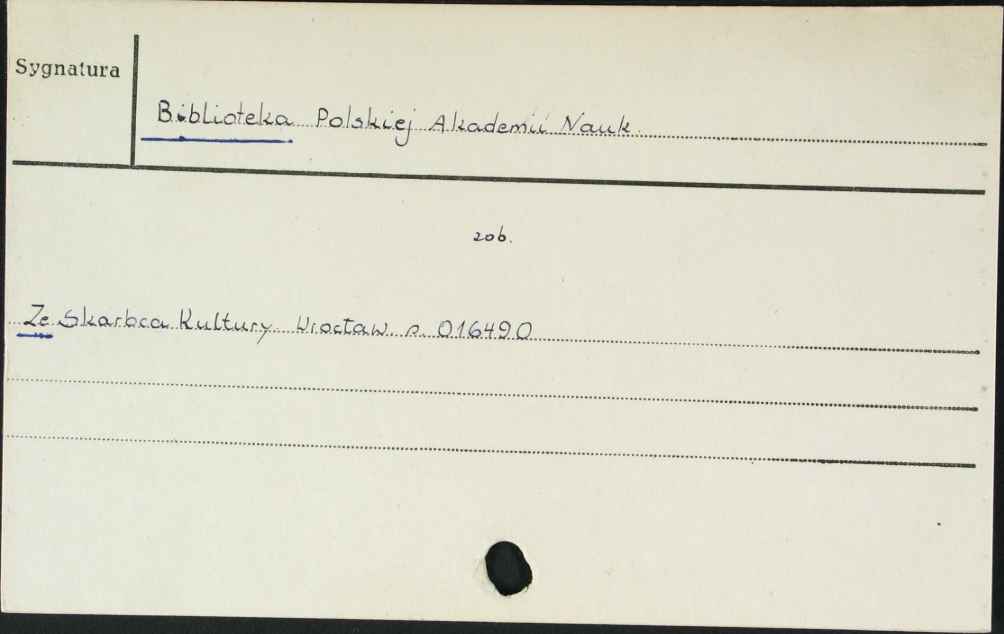 Sygnatura
Biblioteka Polskiej Akademii Nauk
zob.
Ze Skarbca Kultury Wrocław. s. 016490